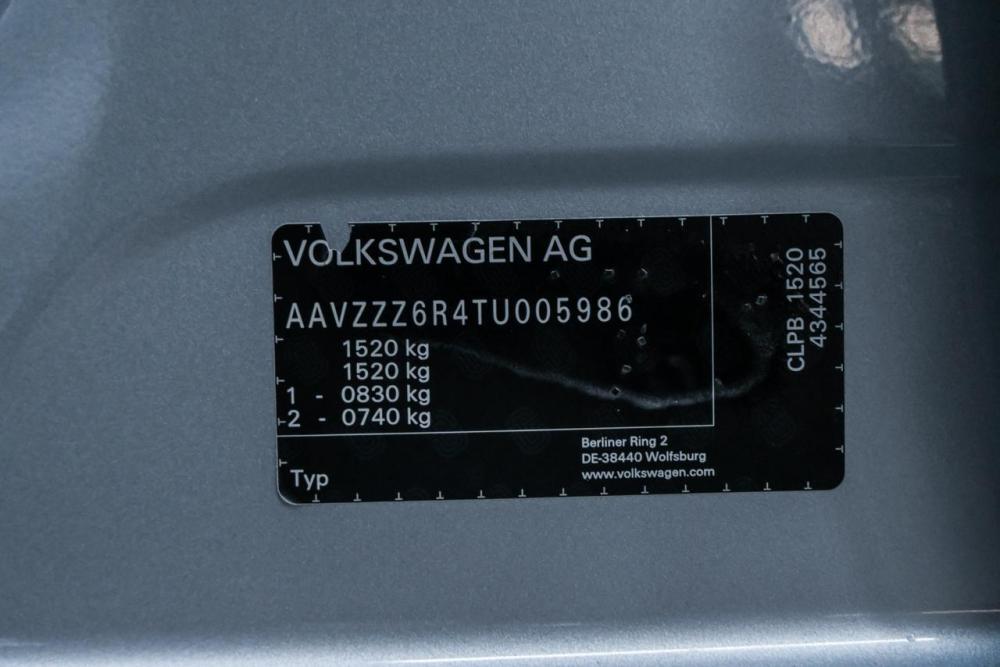 VOLKSWAGEN AG
AAVZZZ6R4TU005986
1520 kg
1520 kg
1 - 0830 kg
2 - 0740 kg
Typ
Berliner Ring 2
DE-38440 Wolfsburg
www.volkswagen.com
CLPB 1520
4344565